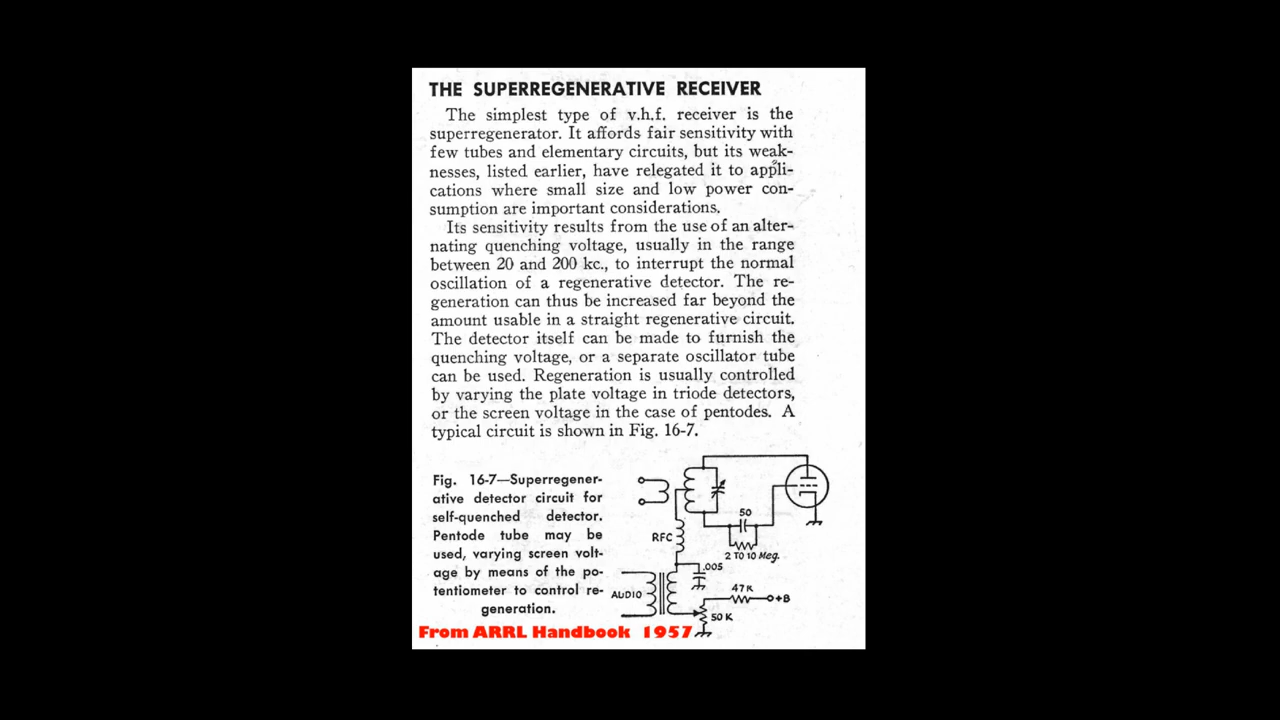 THE SUPERREGENERATIVE RECEIVER
The simplest type of v.h.f. receiver is the
superregenerator. It affords fair sensitivity with
few tubes and elementary circuits, but its weak-
nesses, listed earlier, have relegated it to appli-
cations where small size and low power con-
sumption are important considerations.
Its sensitivity results from the use of an alter-
nating quenching voltage, usually in the range
between 20 and 200 kc., to interrupt the normal
oscillation of a regenerative detector. The re-
generation can thus be increased far beyond the
amount usable in a straight regenerative circuit.
The detector itself can be made to furnish the
quenching voltage, or a separate oscillator tube
can be used. Regeneration is usually controlled
by varying the plate voltage in triode detectors,
or the screen voltage in the case of pentodes. A
typical circuit is shown in Fig. 16-7.
Fig. 16-7—Superregener-
ative detector circuit for
self-quenched detector.
Pentode tube may be
used, varying screen volt-
age by means of the po-
tentiometer to control re-
generation.
50
RFC
2 TO 10 Meg.
.005
AUDIO
47K
+B
50 K
From ARRL Handbook 1957